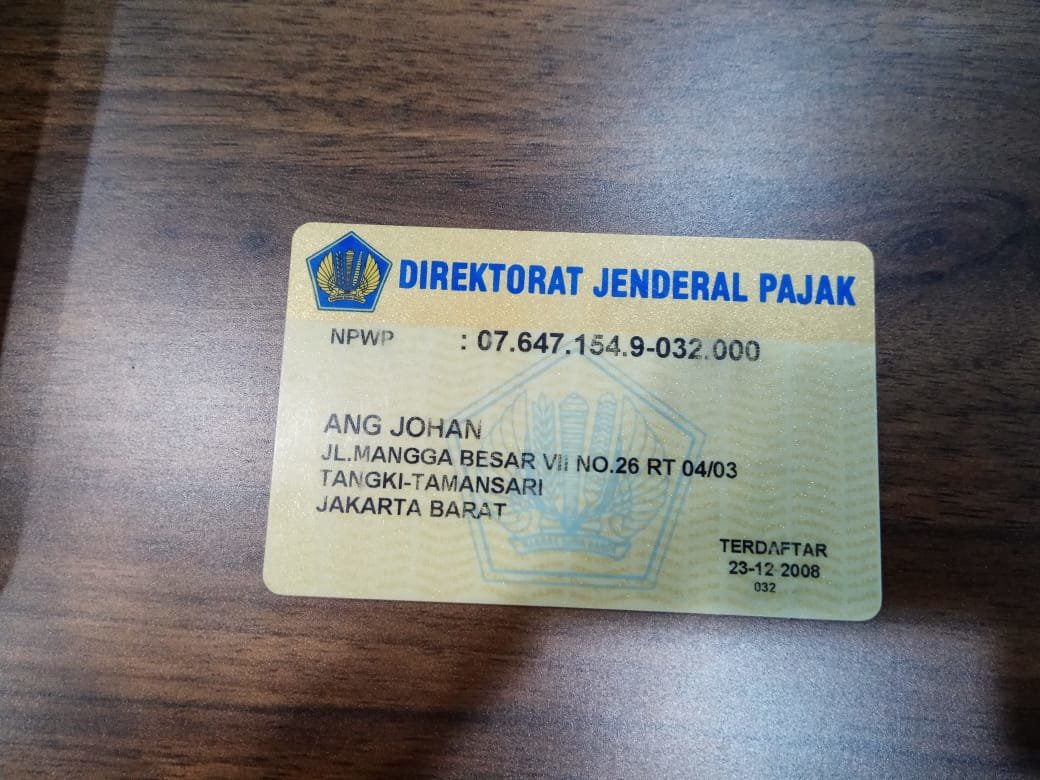 DIREKTORAT JENDERAL PAJAK
NPWP : 07.647.154.9-032.000
ANG JOHAN
JL.MANGGA BESAR VII NO.26 RT 04/03
TANGKI-TAMANSARI
JAKARTA BARAT
TERDAFTAR
23-12 2008
032